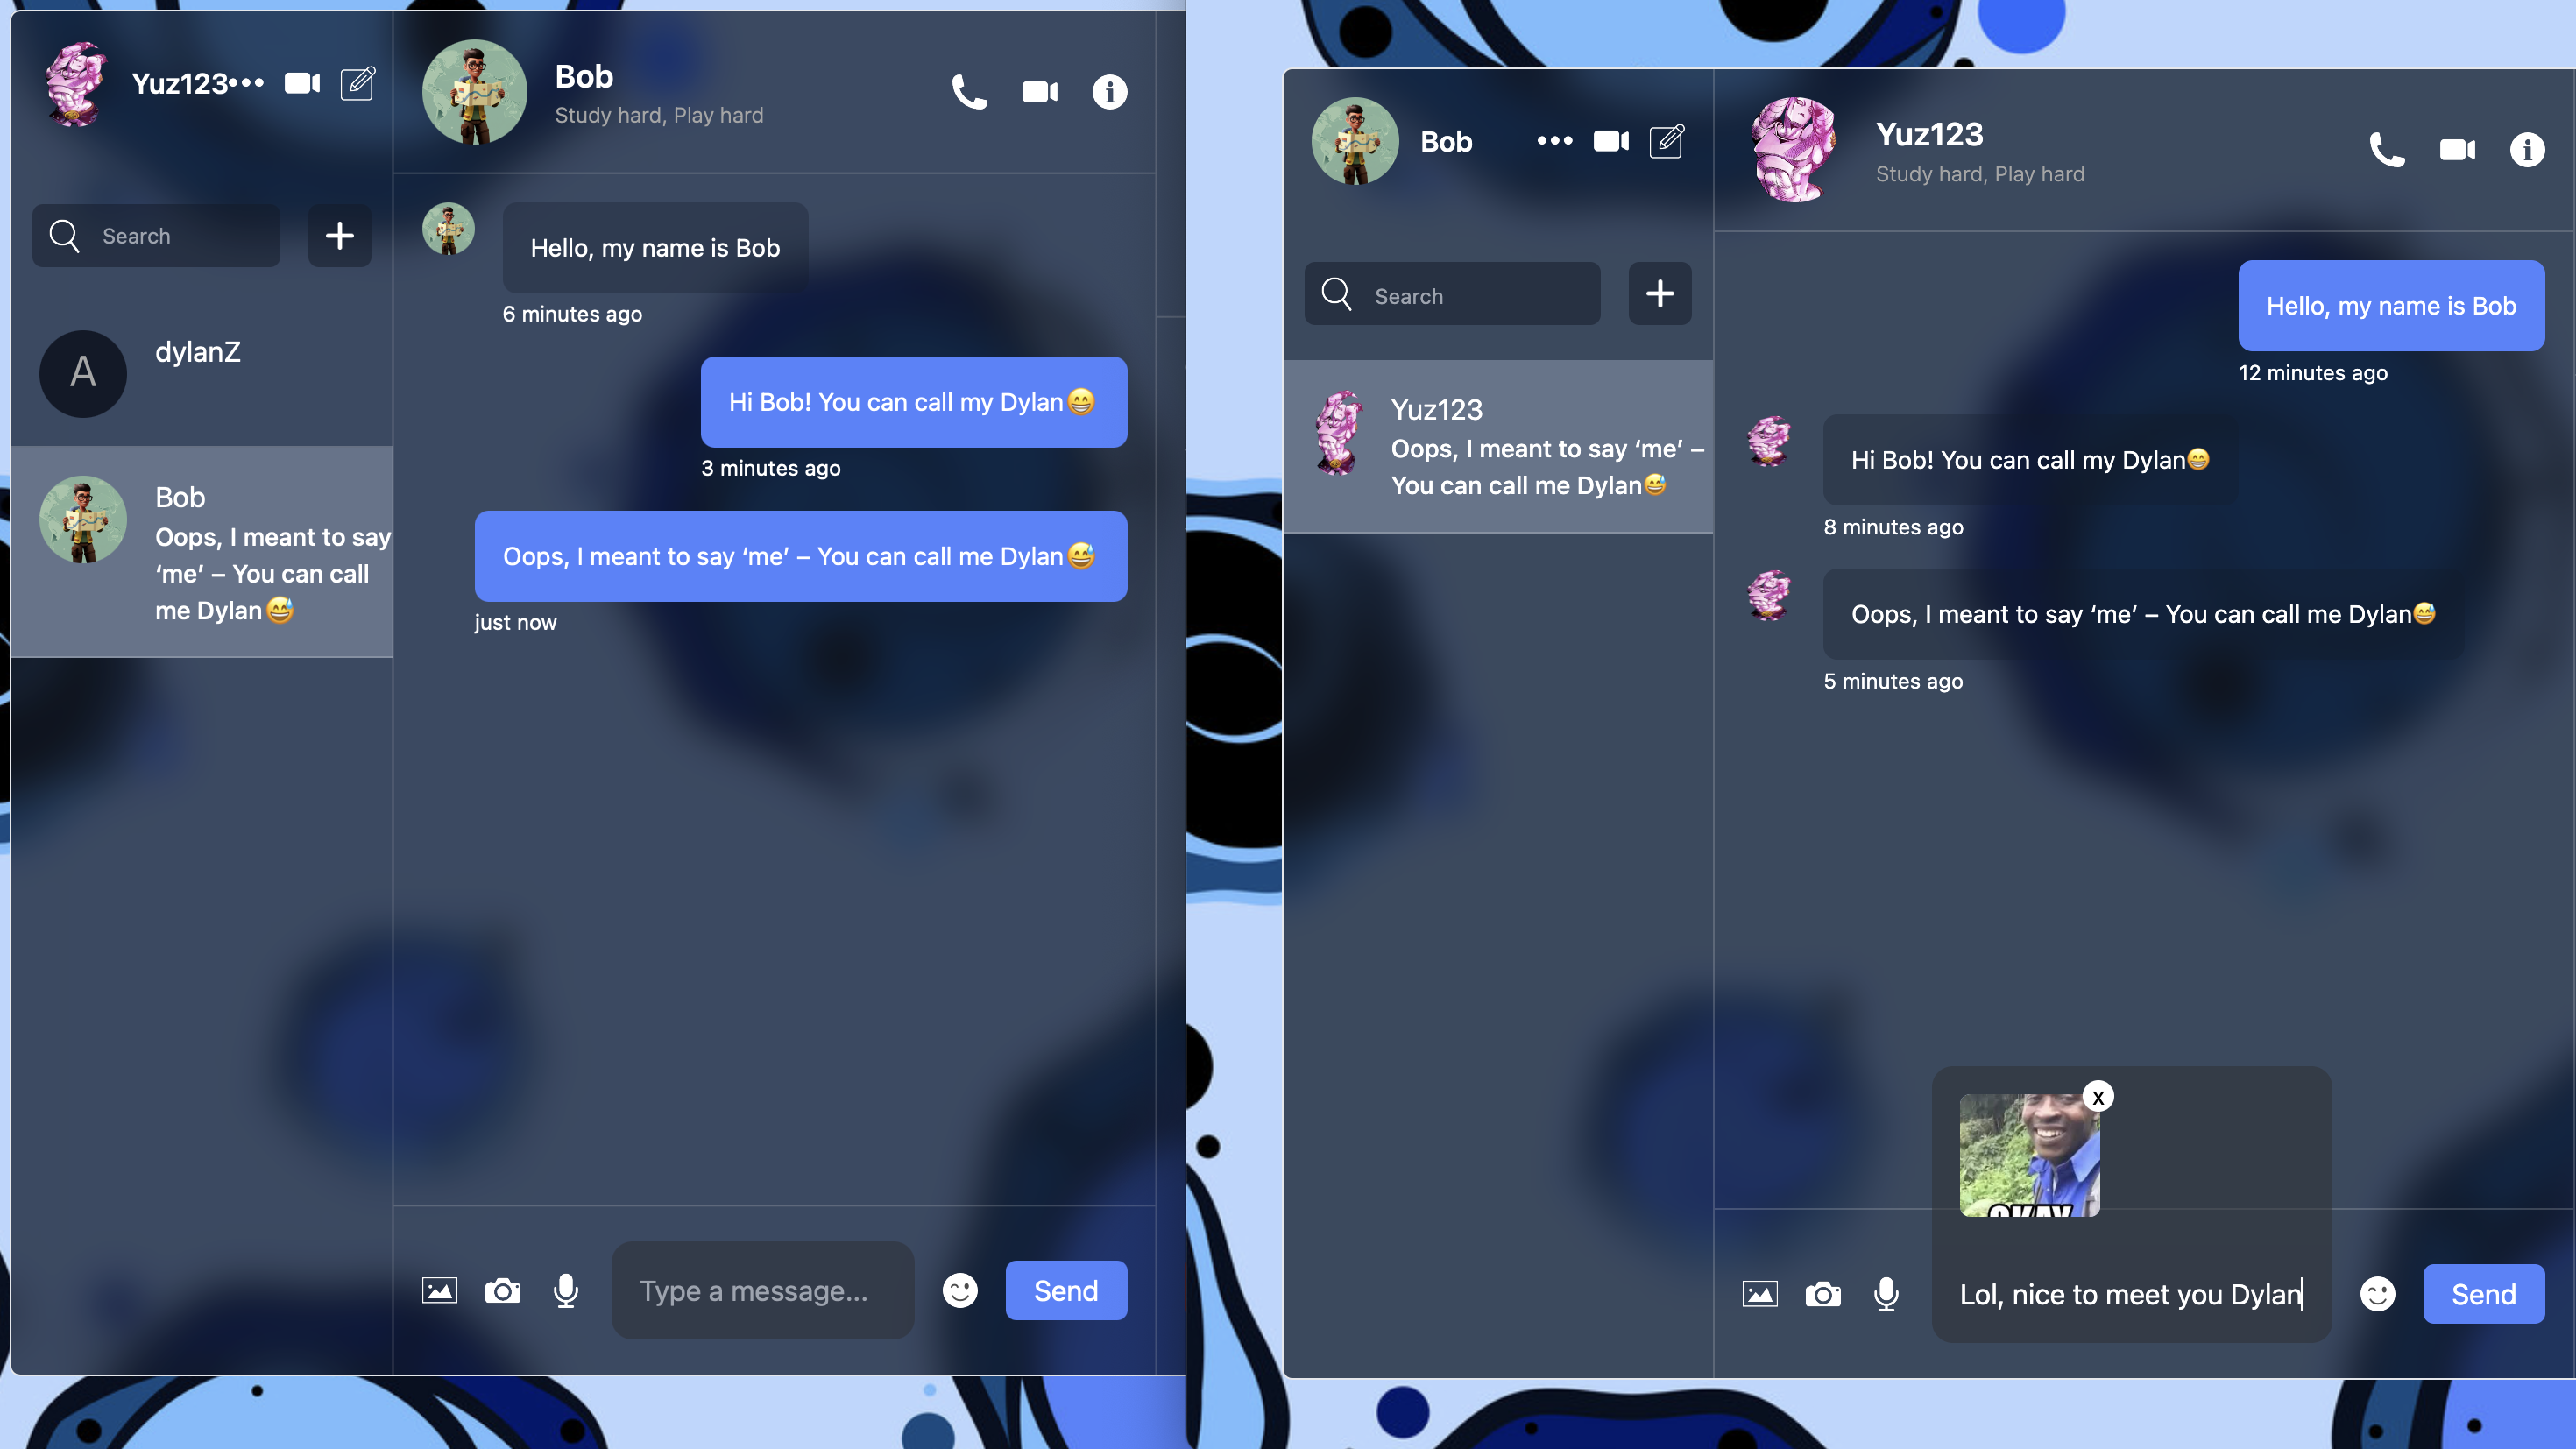 Yuz123
Search
dylanZ
A
Bob
Oops, I meant to say
‘me’ – You can call
me Dylan😅
Bob
Study hard, Play hard
Hello, my name is Bob
6 minutes ago
Hi Bob! You can call my Dylan😁
3 minutes ago
Oops, I meant to say ‘me’ – You can call me Dylan😅
just now
Type a message...
Send
Bob
Search
Yuz123
Oops, I meant to say ‘me’ –
You can call me Dylan😅
Yuz123
Study hard, Play hard
Hello, my name is Bob
12 minutes ago
Hi Bob! You can call my Dylan😁
8 minutes ago
Oops, I meant to say ‘me’ – You can call me Dylan😅
5 minutes ago
X
OKAY
Lol, nice to meet you Dylan
Send